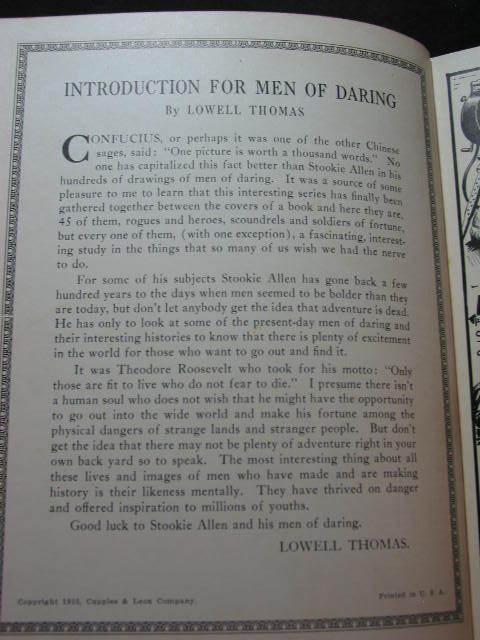 INTRODUCTION FOR MEN OF DARING
By LOWELL THOMAS
CONFUCIUS, or perhaps it was one of the other Chinese
sages, said: "One picture is worth a thousand words." No
one has capitalized this fact better than Stookie Allen in his
hundreds of drawings of men of daring. It was a source of some
pleasure to me to learn that this interesting series has finally been
gathered together between the covers of a book and here they are,
45 of them, rogues and heroes, scoundrels and soldiers of fortune,
but every one of them, (with one exception), a fascinating, interest-
ing study in the things that so many of us wish we had the nerve
to do.
For some of his subjects Stookie Allen has gone back a few
hundred years to the days when men seemed to be bolder than they
are today, but don't let anybody get the idea that adventure is dead.
He has only to look at some of the present-day men of daring and
their interesting histories to know that there is plenty of excitement
in the world for those who want to go out and find it.
It was Theodore Roosevelt who took for his motto: "Only
those are fit to live who do not fear to die." I presume there isn't
a human soul who does not wish that he might have the opportunity
to go out into the wide world and make his fortune among the
physical dangers of strange lands and stranger people. But don't
get the idea that there may not be plenty of adventure right in your
own back yard so to speak. The most interesting thing about all
these lives and images of men who have made and are making
history is their likeness mentally. They have thrived on danger
and offered inspiration to millions of youths.
Good luck to Stookie Allen and his men of daring.
LOWELL THOMAS.
Copyright Cupples & Leon Company.
Printed in U. S. A.